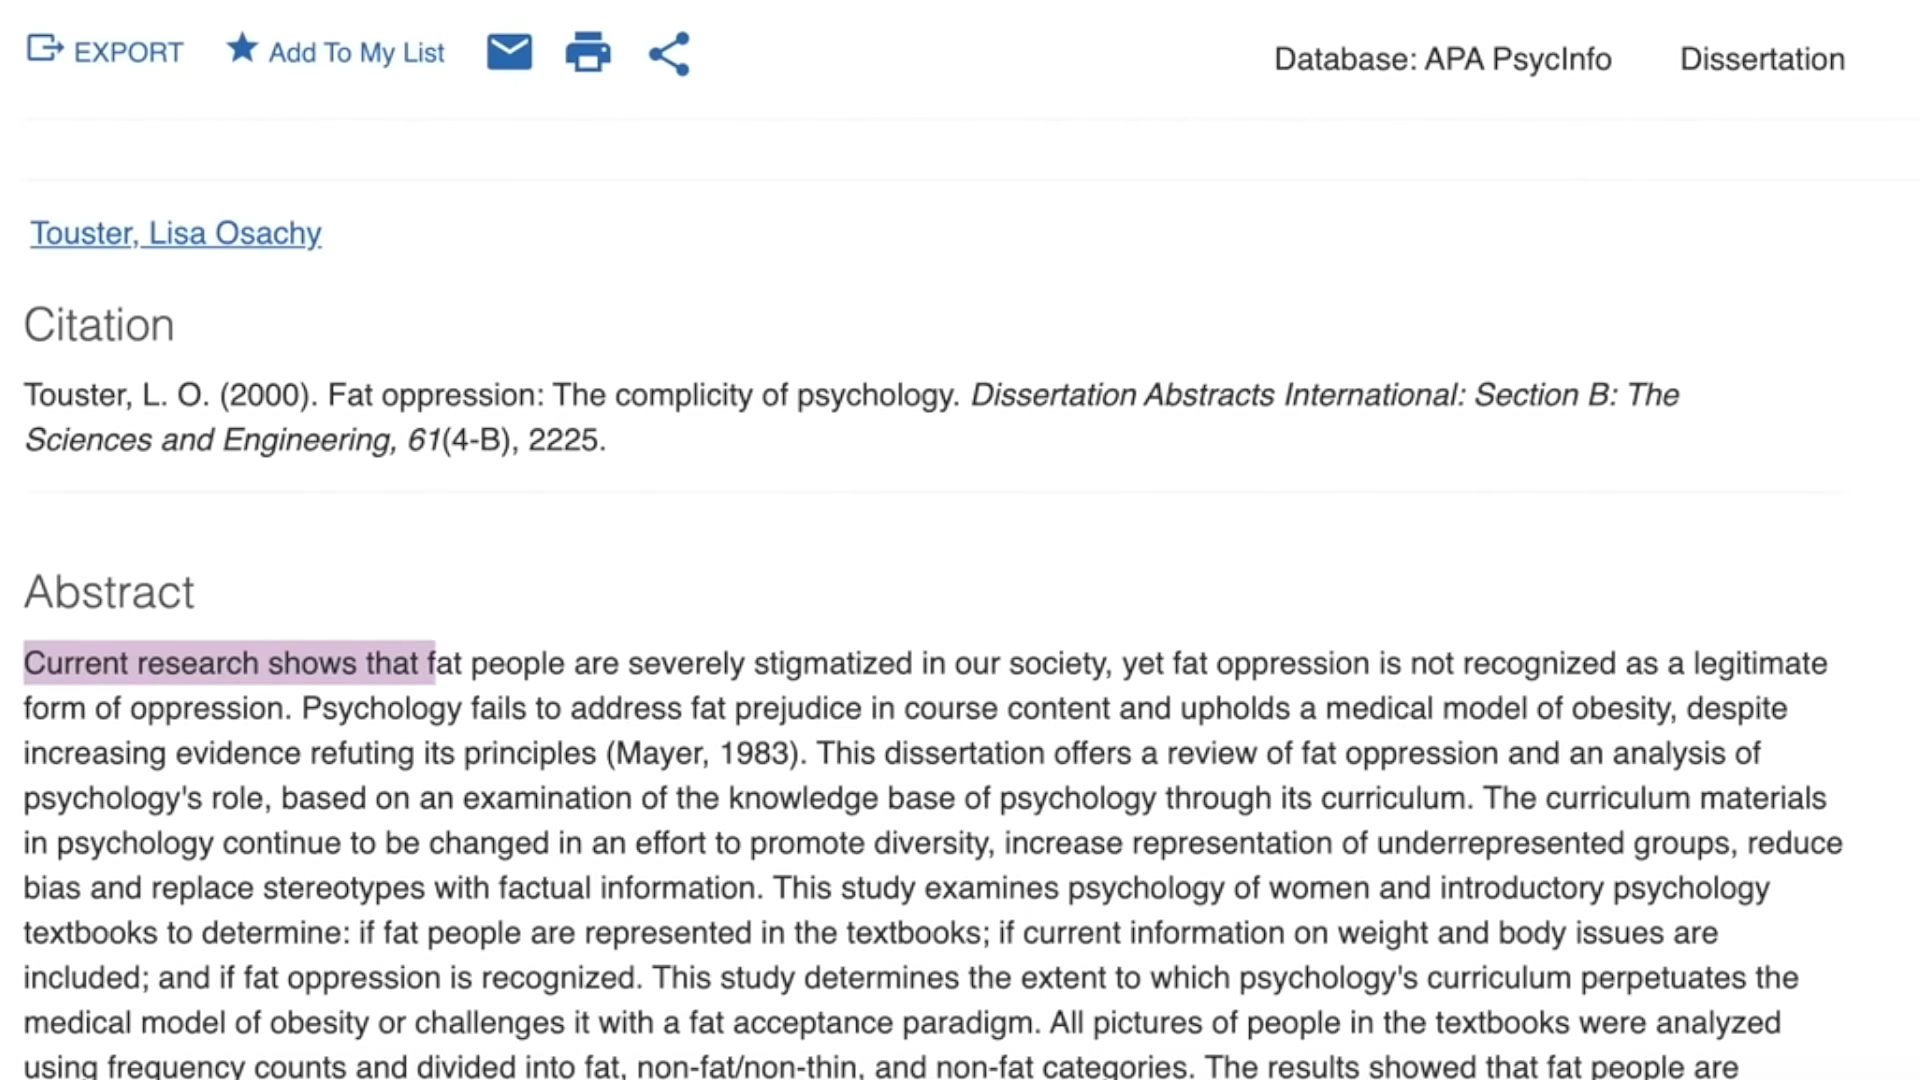 EXPORT Add To My List Database: APA PsycInfo Dissertation
Touster, Lisa Osachy
Citation
Touster, L. O. (2000). Fat oppression: The complicity of psychology. Dissertation Abstracts International: Section B: The
Sciences and Engineering, 61(4-B), 2225.
Abstract
Current research shows that fat people are severely stigmatized in our society, yet fat oppression is not recognized as a legitimate
form of oppression. Psychology fails to address fat prejudice in course content and upholds a medical model of obesity, despite
increasing evidence refuting its principles (Mayer, 1983). This dissertation offers a review of fat oppression and an analysis of
psychology's role, based on an examination of the knowledge base of psychology through its curriculum. The curriculum materials
in psychology continue to be changed in an effort to promote diversity, increase representation of underrepresented groups, reduce
bias and replace stereotypes with factual information. This study examines psychology of women and introductory psychology
textbooks to determine: if fat people are represented in the textbooks; if current information on weight and body issues are
included; and if fat oppression is recognized. This study determines the extent to which psychology's curriculum perpetuates the
medical model of obesity or challenges it with a fat acceptance paradigm. All pictures of people in the textbooks were analyzed
using frequency counts and divided into fat, non-fat/non-thin, and non-fat categories. The results showed that fat people are